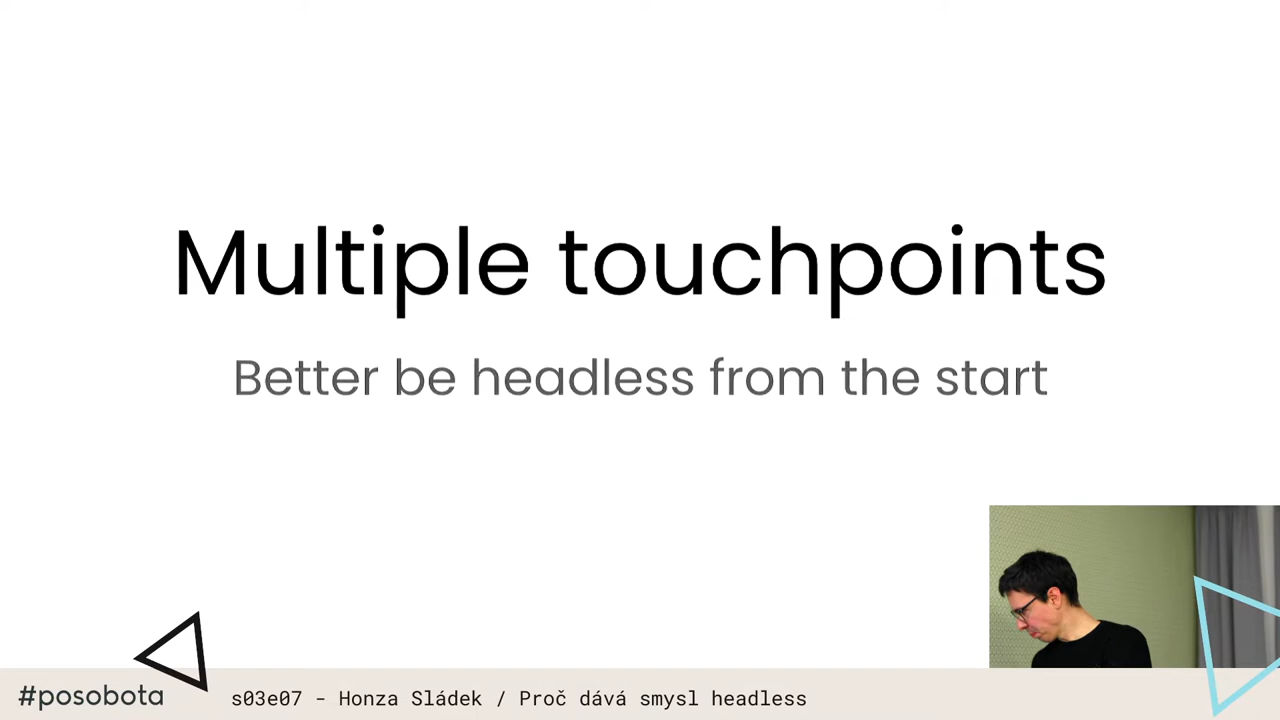 Multiple touchpoints
Better be headless from the start
#posobota
s03e07 - Honza Sládek / Proč dává smysl headless